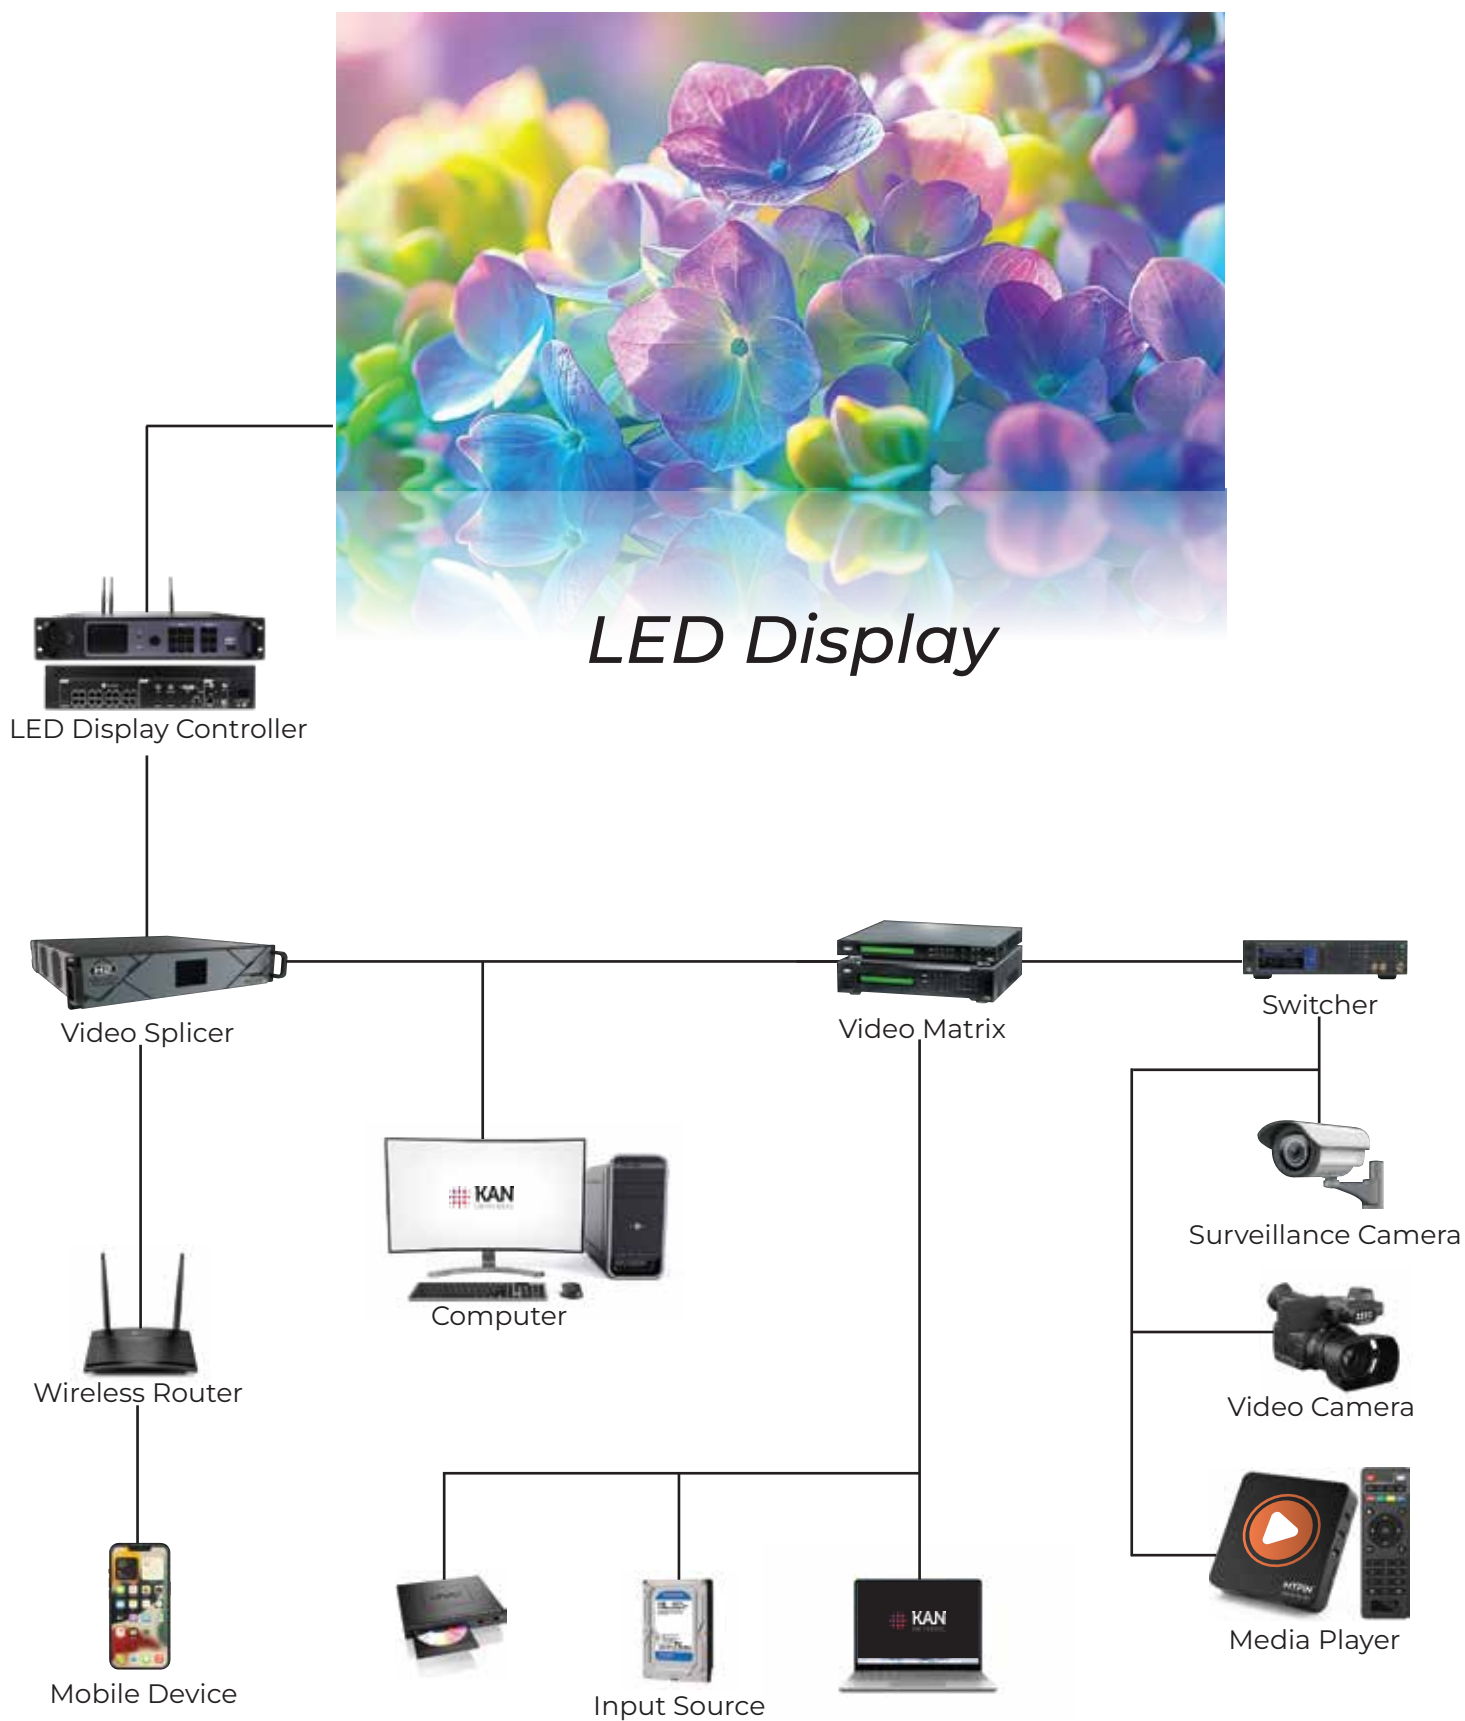 LED Display
LED Display Controller
Video Splicer
Video Matrix
Switcher
KAN
Computer
Surveillance Camera
Wireless Router
Video Camera
KAN
Media Player
Mobile Device
Input Source